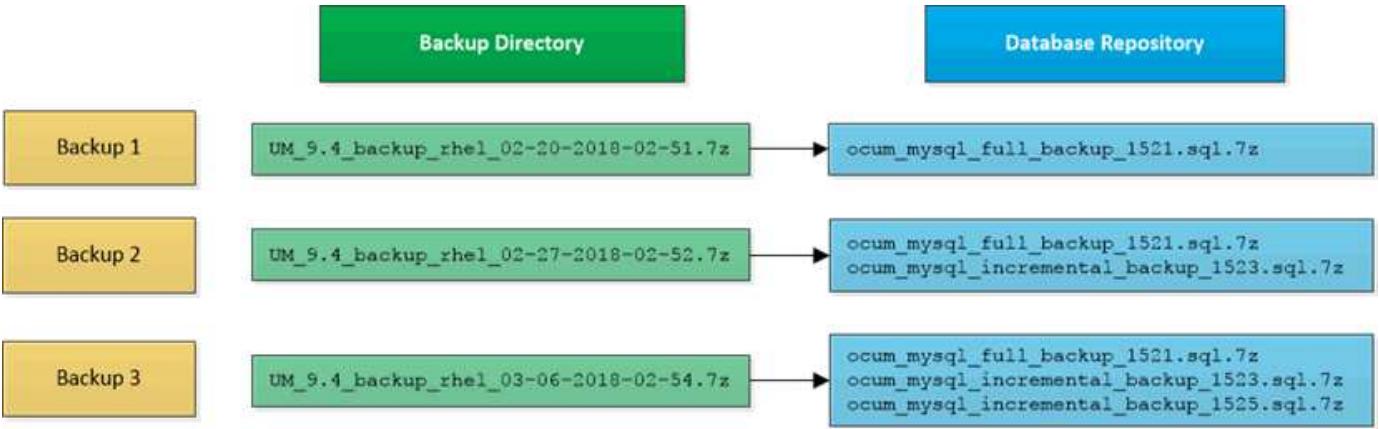 Backup Directory
Database Repository
Backup 1
UM_9.4_backup_rhel_02-20-2018-02-51.7z
ocum_mysql_full_backup_1521.sql.7z
Backup 2
UM_9.4_backup_rhel_02-27-2018-02-52.7z
ocum_mysql_full_backup_1521.sql.7z
ocum_mysql_incremental_backup_1523.sql.7z
Backup 3
UM_9.4_backup_rhel_03-06-2018-02-54.7z
ocum_mysql_full_backup_1521.sql.7z
ocum_mysql_incremental_backup_1523.sql.7z
ocum_mysql_incremental_backup_1525.sql.7z